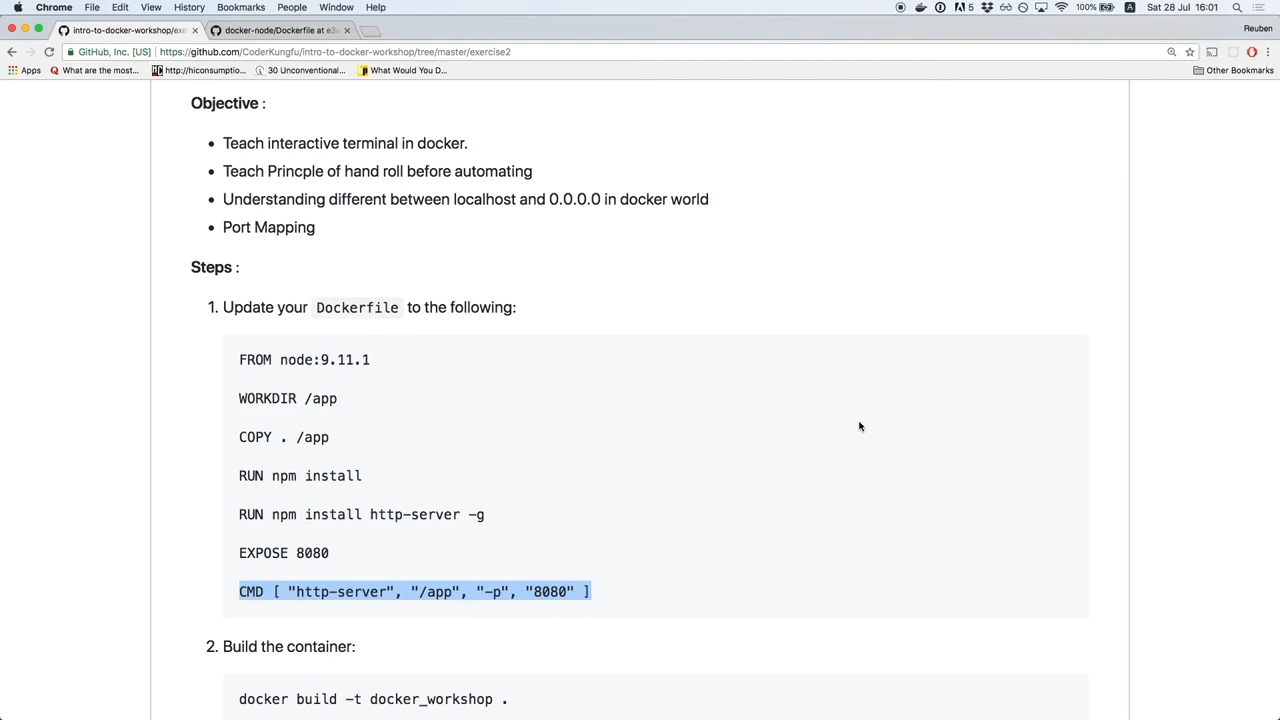 Chrome File Edit View History Bookmarks People Window Help 5 100% A Sat 28 Jul 16:01
intro-to-docker-workshop/exe docker-node/Dockerfile at e3 Reuben
GitHub, Inc. [US] https://github.com/CoderKungfu/intro-to-docker-workshop/tree/master/exercise2
Apps What are the most... http://hiconsumptio... 30 Unconventional... What Would You D... Other Bookmarks
Objective :
Teach interactive terminal in docker.
Teach Princple of hand roll before automating
Understanding different between localhost and 0.0.0.0 in docker world
Port Mapping
Steps :
1. Update your Dockerfile to the following:
FROM node:9.11.1
WORKDIR /app
COPY . /app
RUN npm install
RUN npm install http-server -g
EXPOSE 8080
CMD [ "http-server", "/app", "-p", "8080" ]
2. Build the container:
docker build -t docker_workshop .